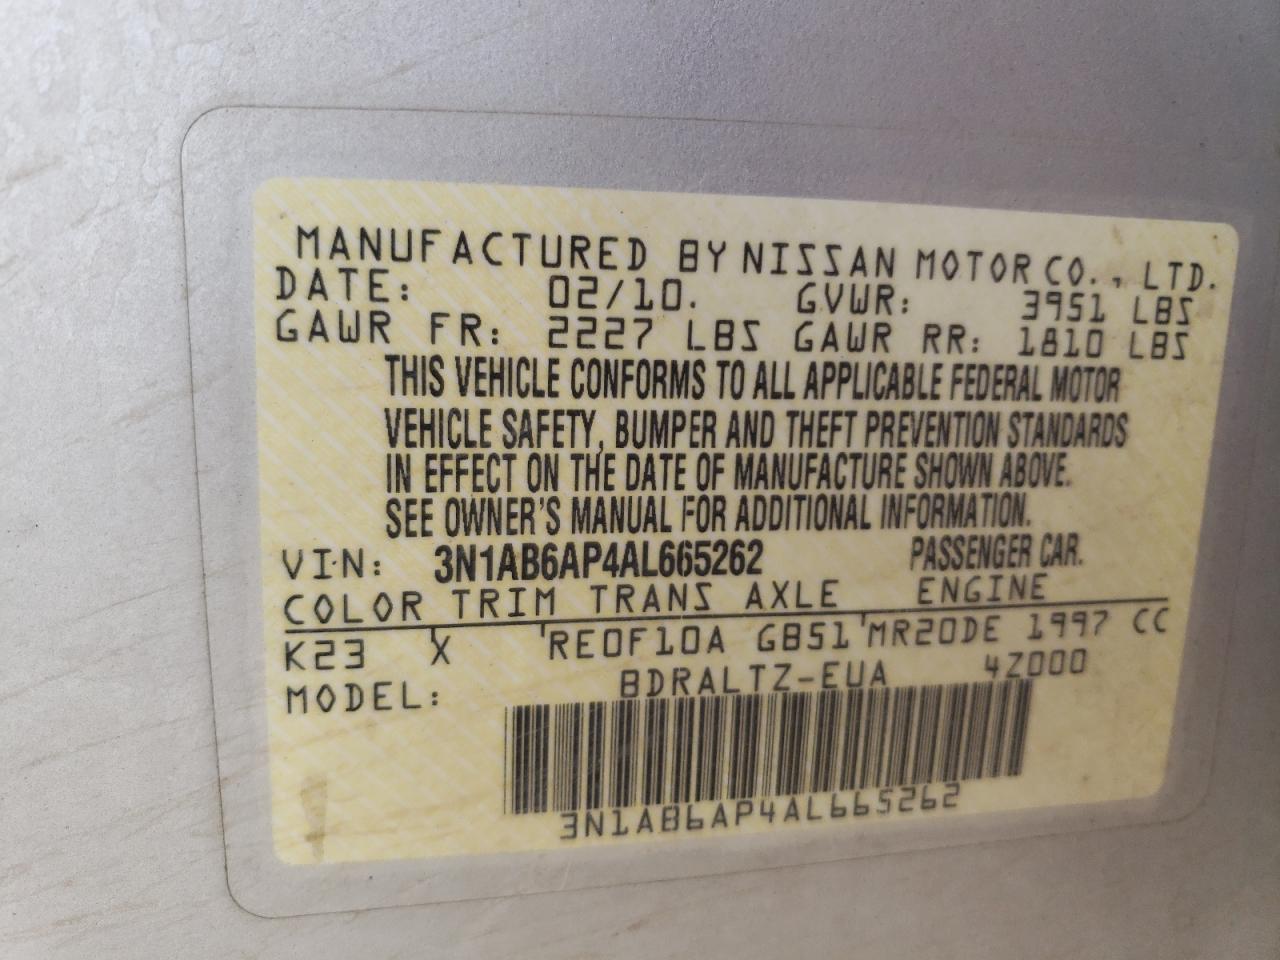 MANUFACTURED BY NISSAN MOTOR CO., LTD.
DATE: 02/10. GVWR: 3951 LBS
GAWR FR: 2227 LBS GAWR RR: 1810 LBS
THIS VEHICLE CONFORMS TO ALL APPLICABLE FEDERAL MOTOR
VEHICLE SAFETY, BUMPER AND THEFT PREVENTION STANDARDS
IN EFFECT ON THE DATE OF MANUFACTURE SHOWN ABOVE.
SEE OWNER'S MANUAL FOR ADDITIONAL INFORMATION.
VIN: 3N1AB6AP4AL665262 PASSENGER CAR.
COLOR TRIM TRANS AXLE ENGINE
K23 X RE0F10A GB51 MR20DE 1997 CC
MODEL: BDRALTZ-EUA 4Z000
3N1AB6AP4AL665262